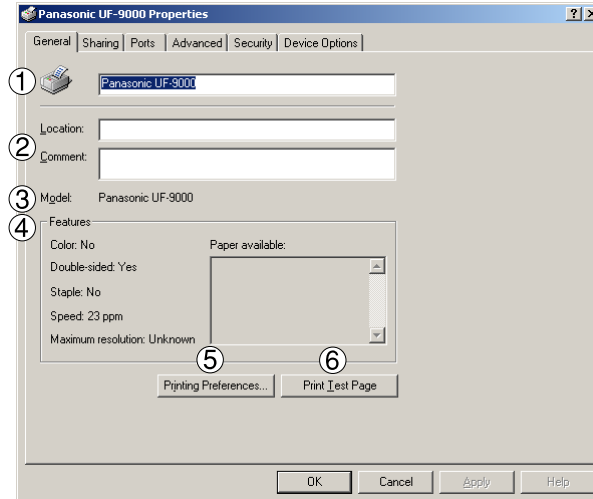 Panasonic UF-9000 Properties
General Sharing Ports Advanced Security Device Options
① Panasonic UF-9000
Location:
②
Comment:
③ Model: Panasonic UF-9000
④ Features
Color: No Paper available:
Double-sided: Yes
Staple: No
Speed: 23 ppm
Maximum resolution: Unknown
⑤ ⑥
Printing Preferences... Print Test Page
OK Cancel Apply Help